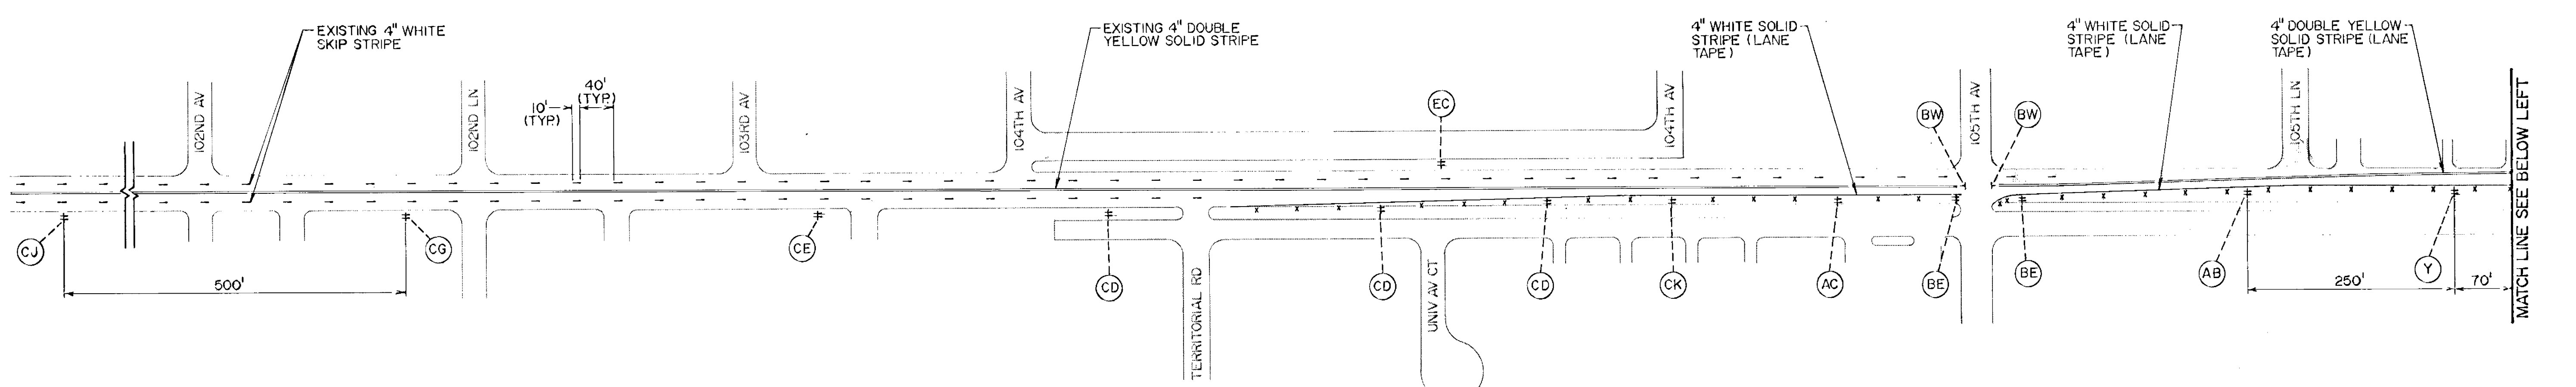 EXISTING 4" WHITE
SKIP STRIPE
EXISTING 4" DOUBLE
YELLOW SOLID STRIPE
4" WHITE SOLID
STRIPE (LANE
TAPE)
4" WHITE SOLID
STRIPE (LANE
TAPE)
4" DOUBLE YELLOW
SOLID STRIPE (LANE
TAPE)
102ND AV
102ND LN
10'
(TYP.)
40'
(TYP.)
103RD AV
104TH AV
EC
104TH AV
BW
105TH AV
BW
105TH LN
MATCH LINE SEE BELOW LEFT
CJ
CG
CE
CD
TERRITORIAL RD
CD
UNIV AV CT
CD
CK
AC
BE
BE
AB
Y
500'
250'
70'